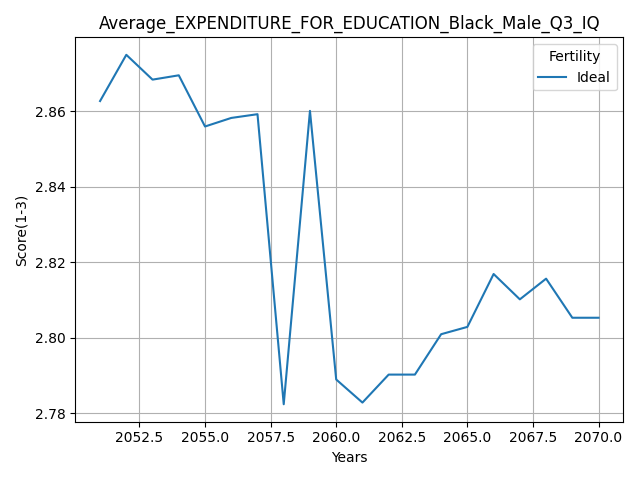 Average_EXPENDITURE_FOR_EDUCATION_Black_Male_Q3_IQ
Fertility
Ideal
2.86
2.84
2.82
2.80
2.78
Score(1-3)
2052.5 2055.0 2057.5 2060.0 2062.5 2065.0 2067.5 2070.0
Years